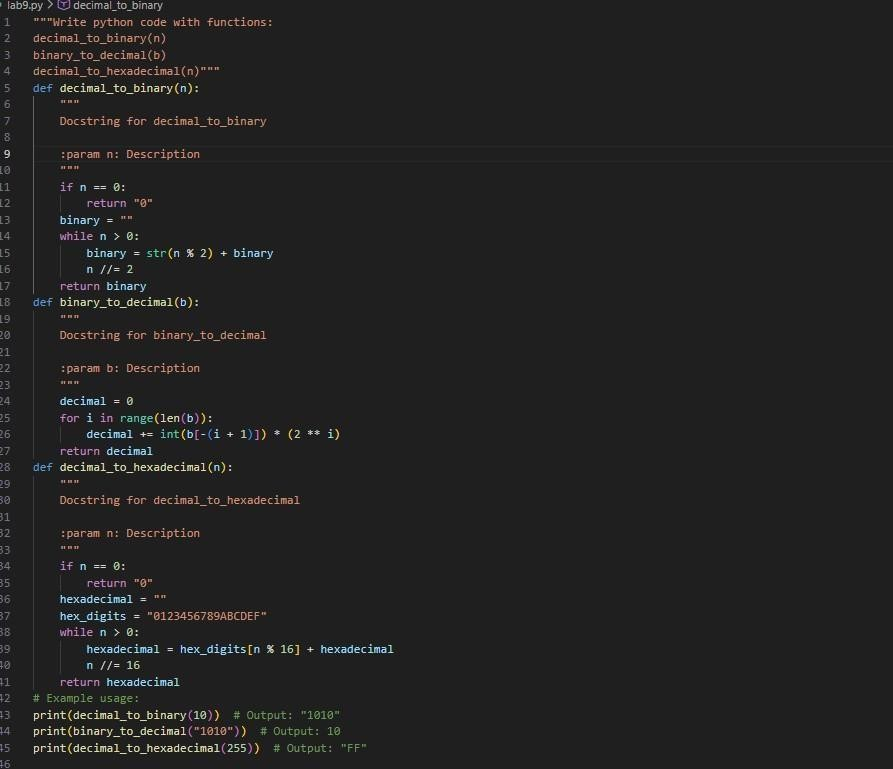 lab9.py > decimal_to_binary
1 """Write python code with functions:
2 decimal_to_binary(n)
3 binary_to_decimal(b)
4 decimal_to_hexadecimal(n)"""
5 def decimal_to_binary(n):
6     """
7     Docstring for decimal_to_binary
8
9     :param n: Description
10     """
11     if n == 0:
12         return "0"
13     binary = ""
14     while n > 0:
15         binary = str(n % 2) + binary
16         n //= 2
17     return binary
18 def binary_to_decimal(b):
19     """
20     Docstring for binary_to_decimal
21
22     :param b: Description
23     """
24     decimal = 0
25     for i in range(len(b)):
26         decimal += int(b[-(i + 1)]) * (2 ** i)
27     return decimal
28 def decimal_to_hexadecimal(n):
29     """
30     Docstring for decimal_to_hexadecimal
31
32     :param n: Description
33     """
34     if n == 0:
35         return "0"
36     hexadecimal = ""
37     hex_digits = "0123456789ABCDEF"
38     while n > 0:
39         hexadecimal = hex_digits[n % 16] + hexadecimal
40         n //= 16
41     return hexadecimal
42 # Example usage:
43 print(decimal_to_binary(10))  # Output: "1010"
44 print(binary_to_decimal("1010"))  # Output: 10
45 print(decimal_to_hexadecimal(255))  # Output: "FF"
46